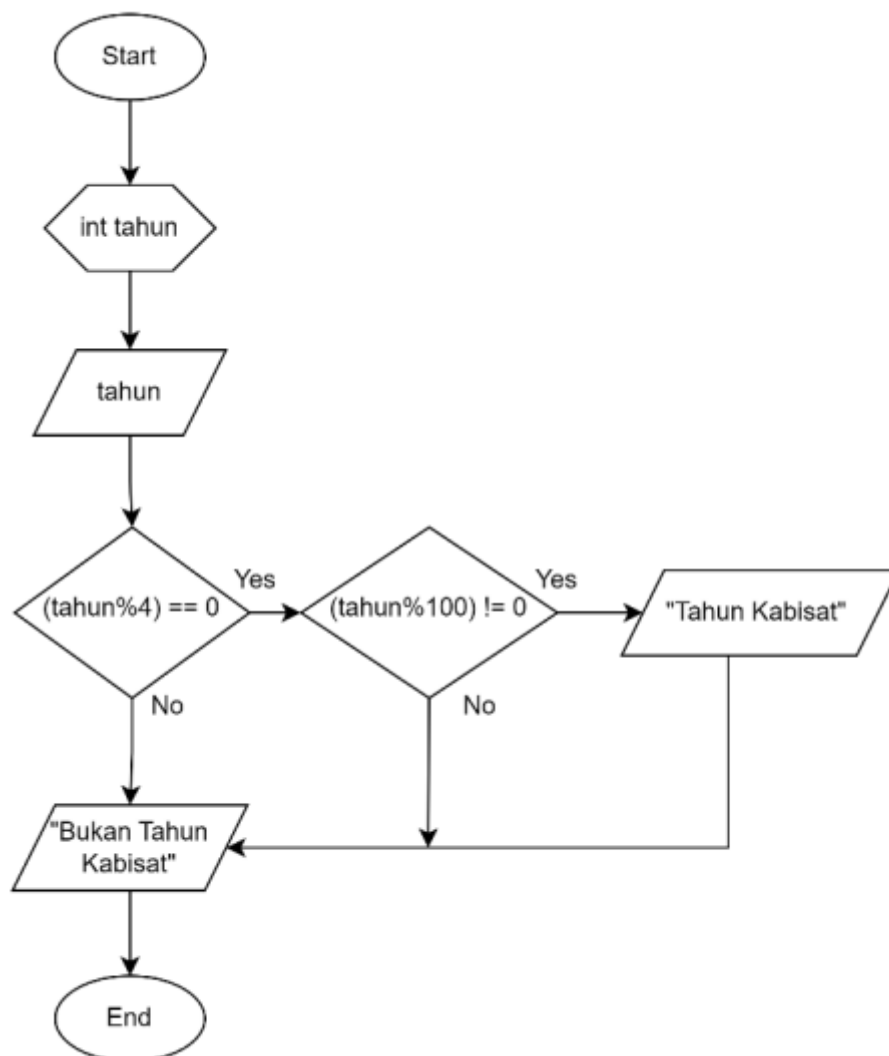 Start
int tahun
tahun
(tahun%4) == 0
Yes
(tahun%100) != 0
Yes
"Tahun Kabisat"
No
No
"Bukan Tahun
Kabisat"
End